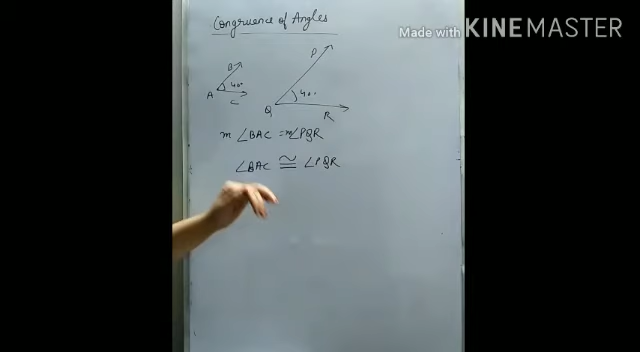 Congruence of Angles
Made with KINEMASTER
B
40°
A
C
P
40°
Q
R
m ∠BAC = m∠PQR
∠BAC ≅ ∠PQR